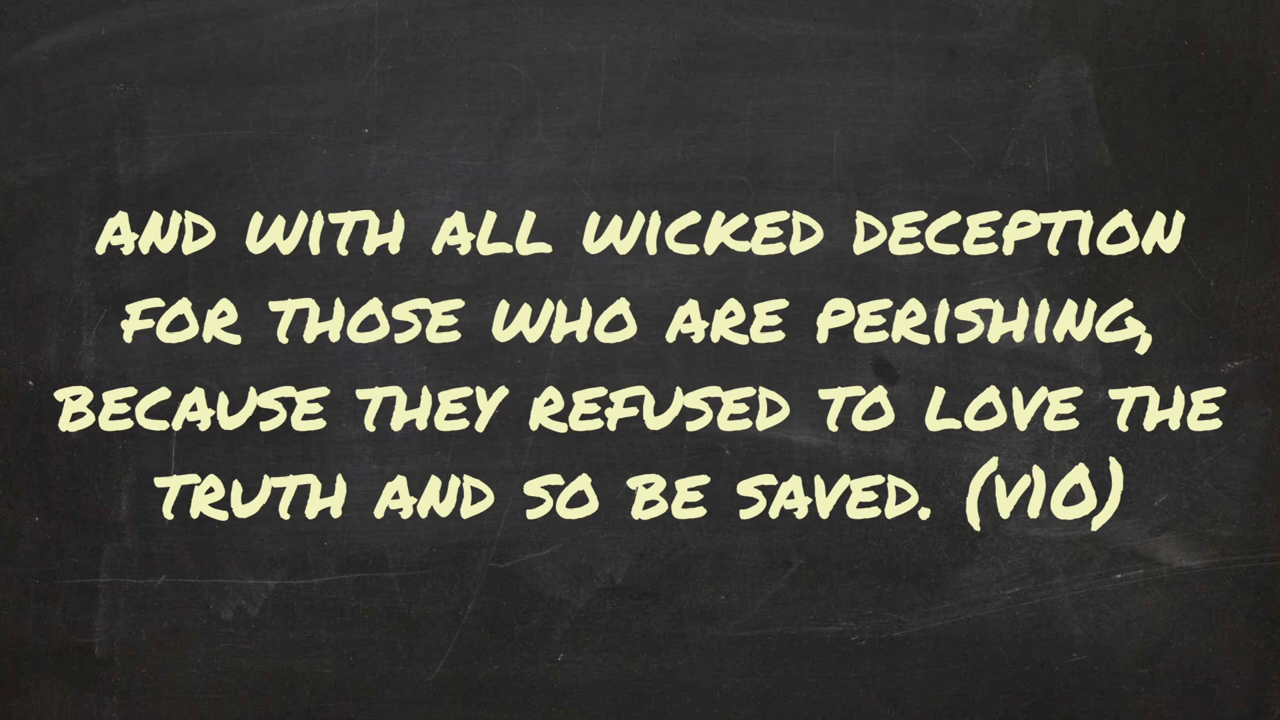 AND WITH ALL WICKED DECEPTION
FOR THOSE WHO ARE PERISHING,
BECAUSE THEY REFUSED TO LOVE THE
TRUTH AND SO BE SAVED. (V10)